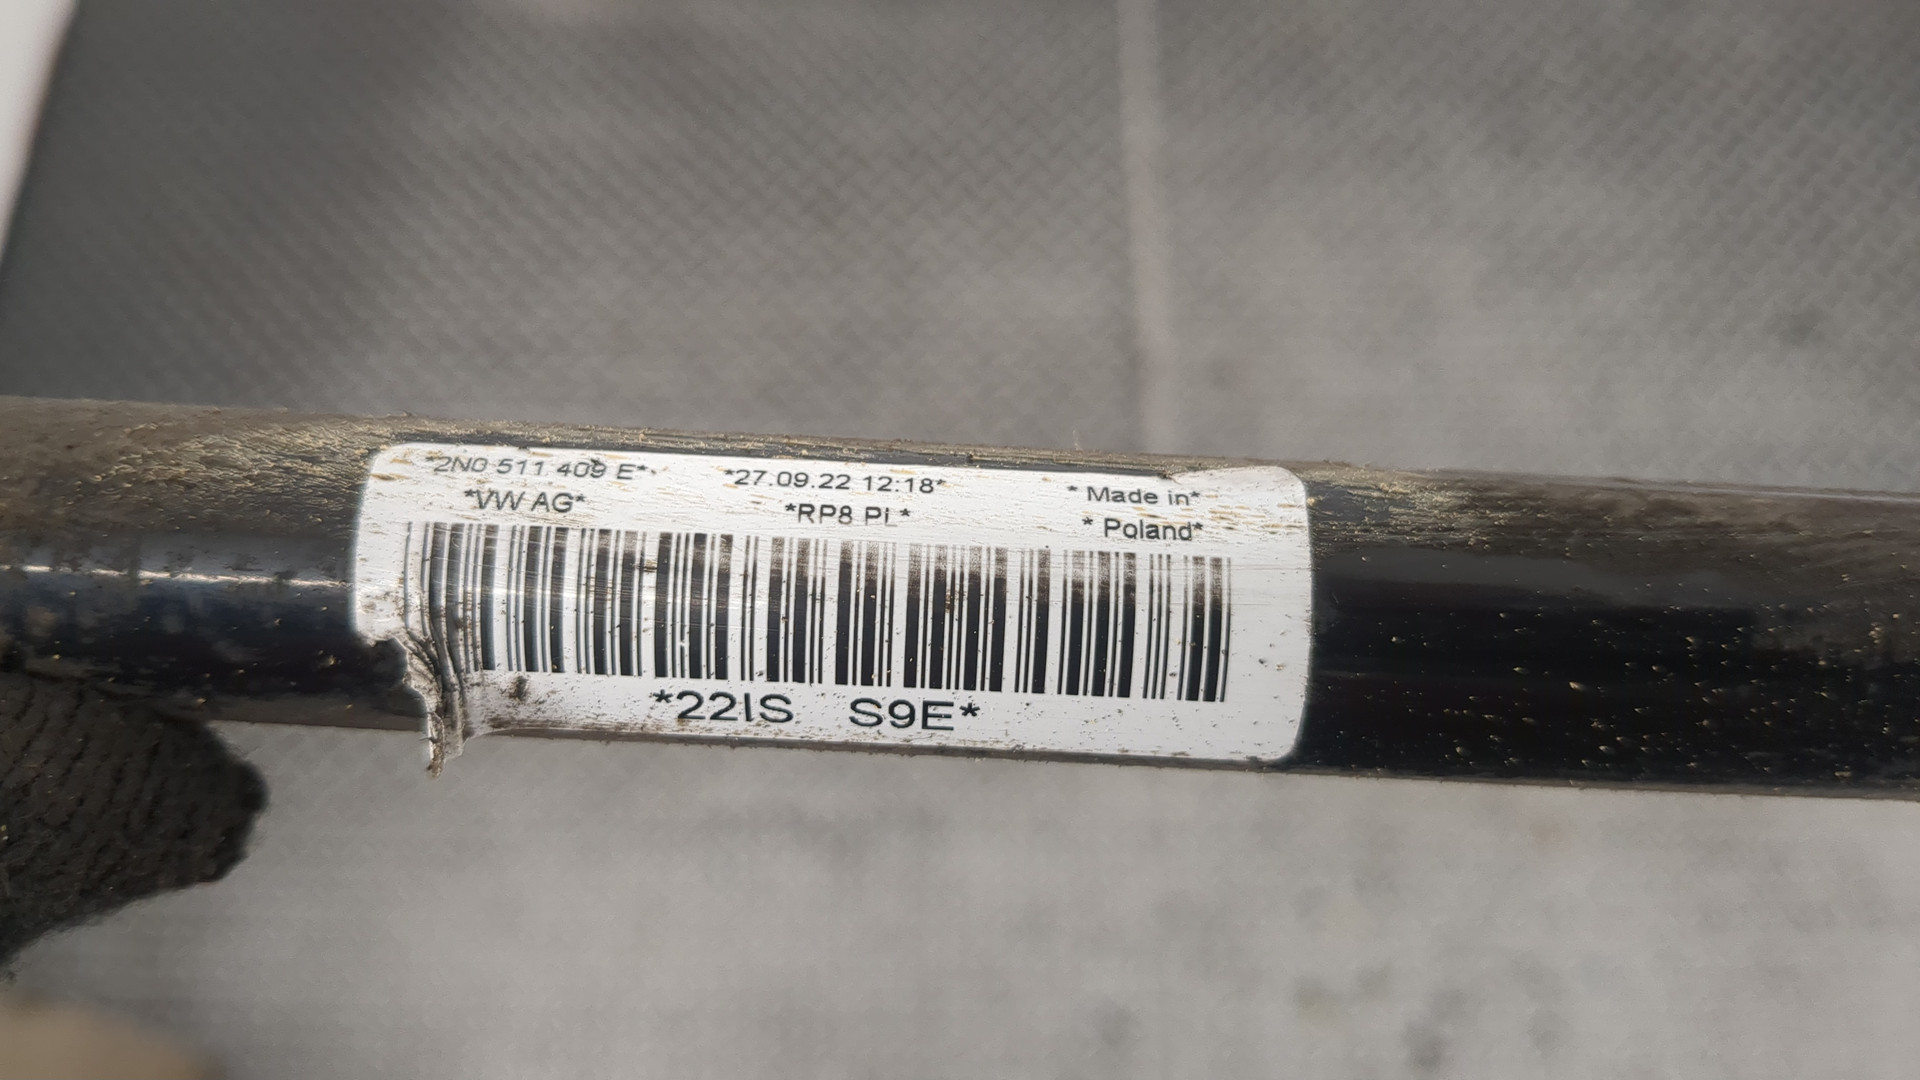 *2N0 511 409 E* *27.09.22 12:18* * Made in*
*VW AG* *RP8 PL* * Poland*
*22IS S9E*